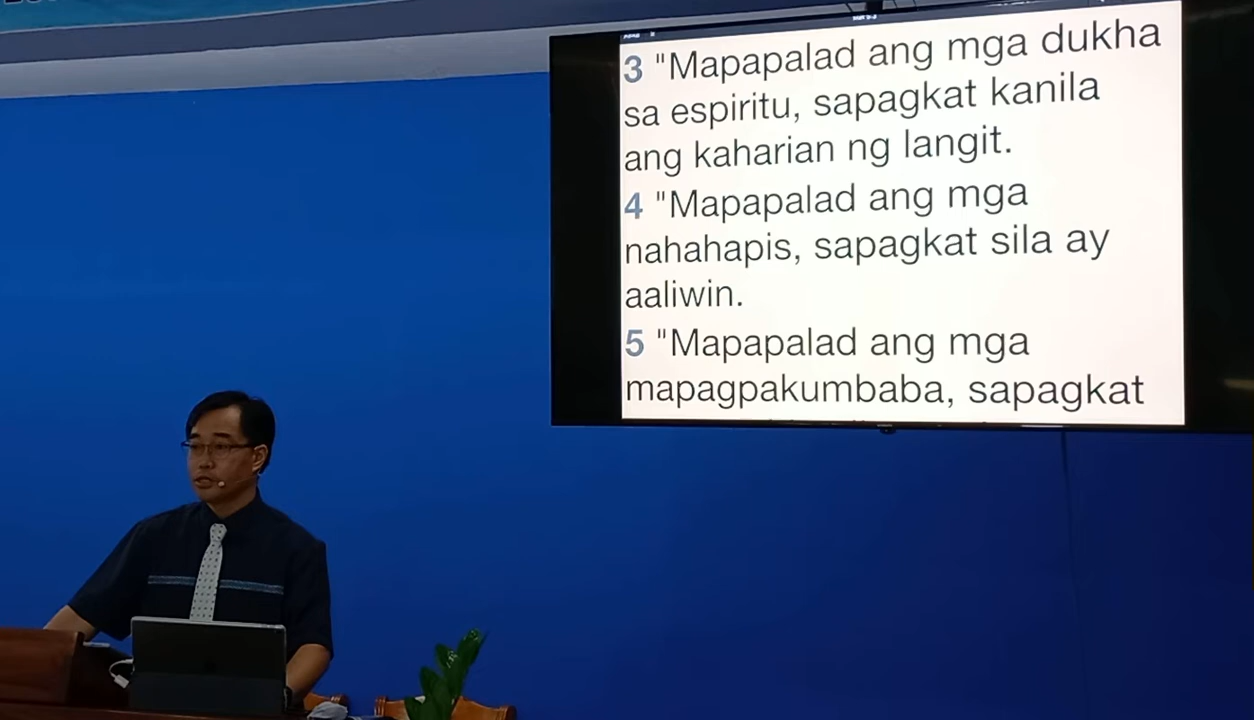 3 "Mapapalad ang mga dukha
sa espiritu, sapagkat kanila
ang kaharian ng langit.
4 "Mapapalad ang mga
nahahapis, sapagkat sila ay
aaliwin.
5 "Mapapalad ang mga
mapagpakumbaba, sapagkat